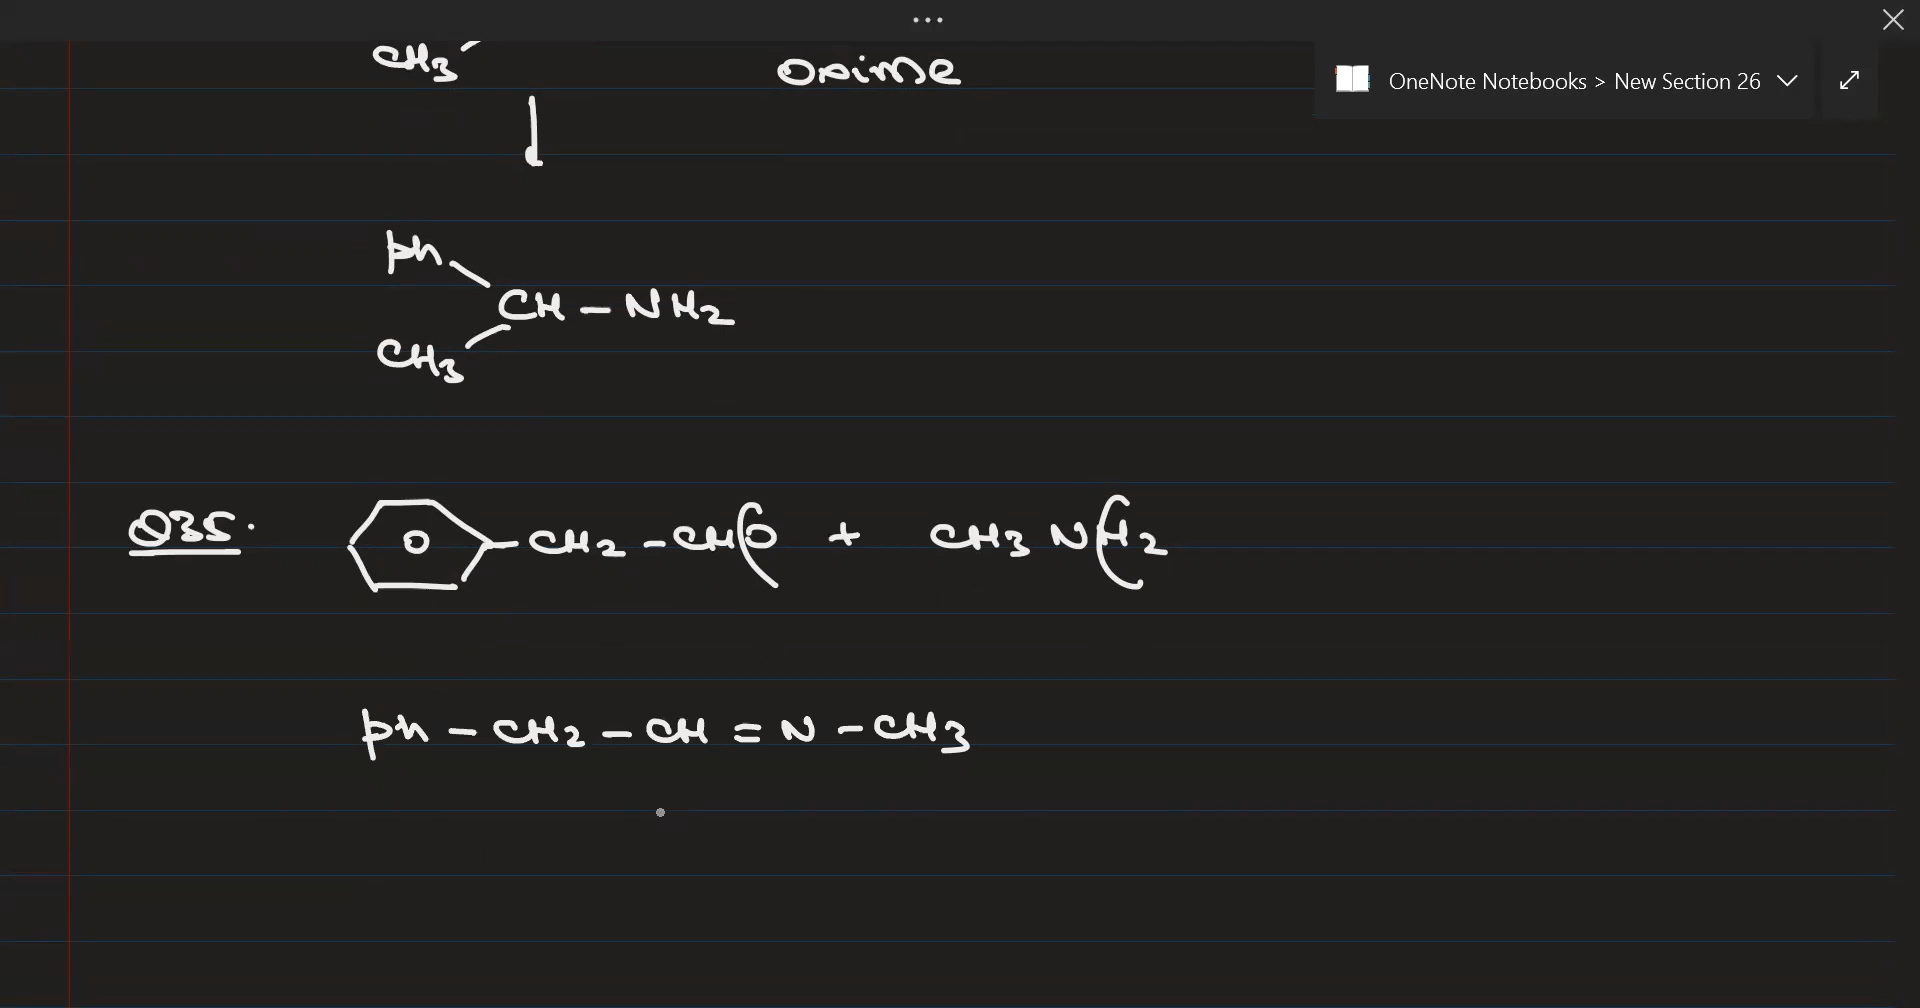 ...
OneNote Notebooks > New Section 26
CH3
Oxime
Ph
CH - NH2
CH3
Q35. -CH2 - CHO + CH3 NH2
Ph - CH2 - CH = N - CH3